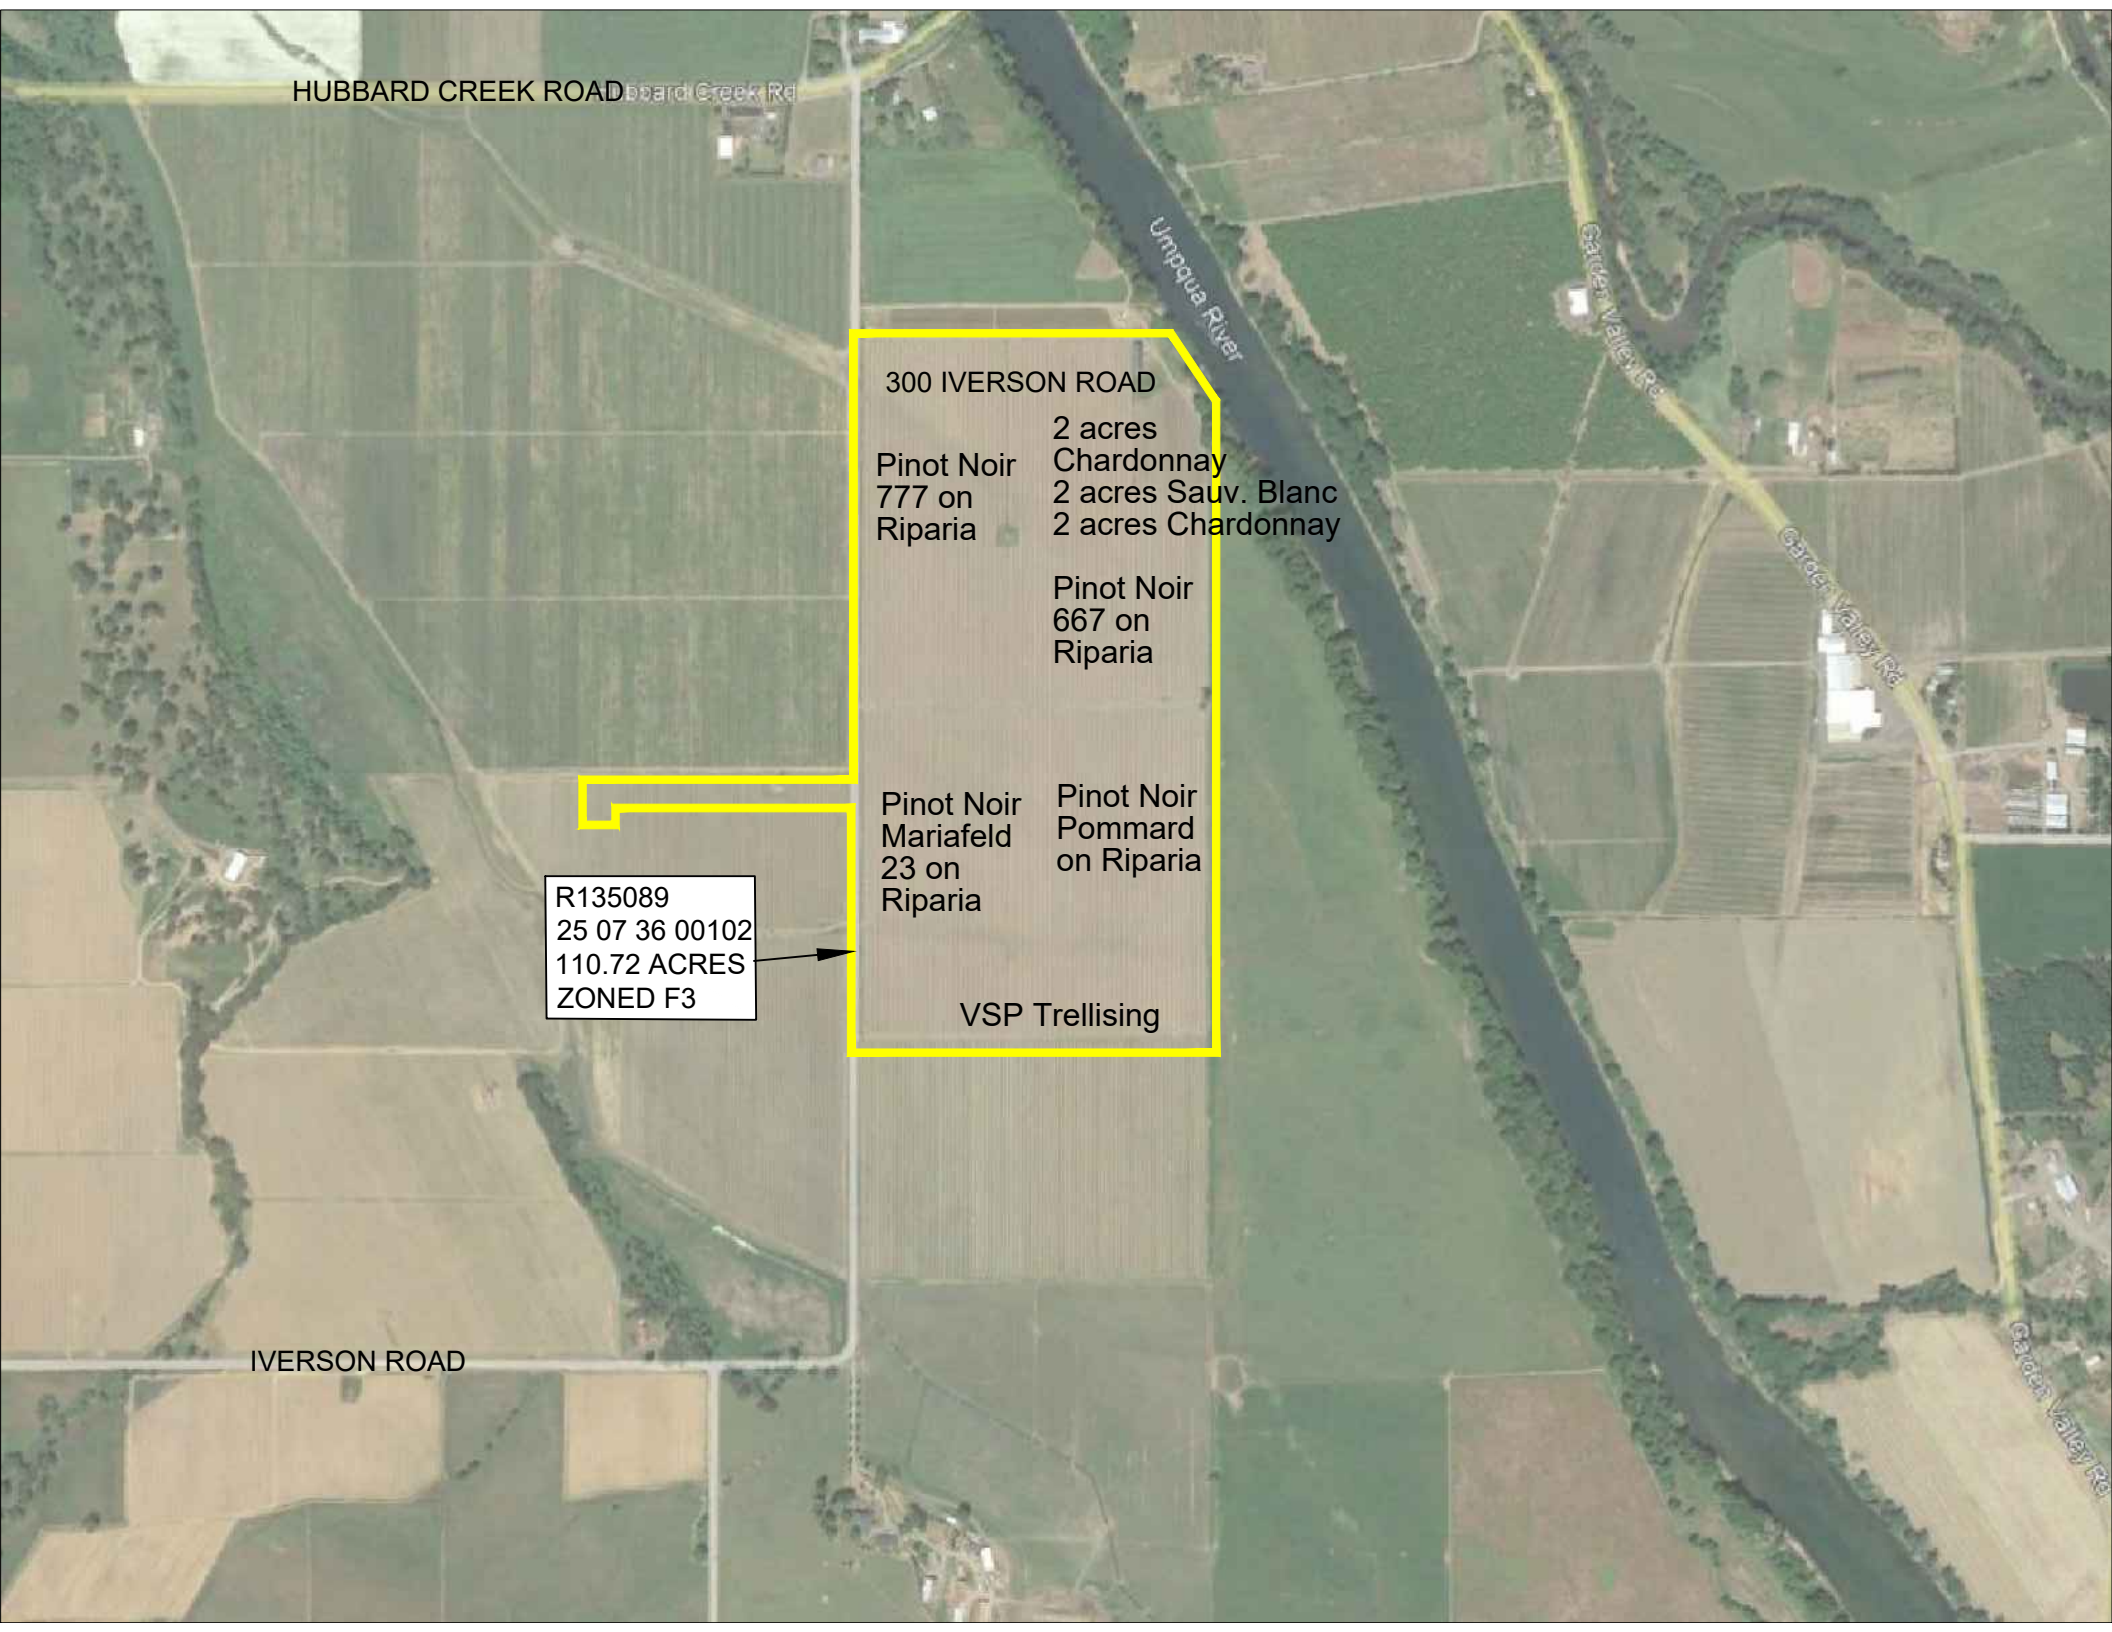 HUBBARD CREEK ROAD
Hubbard Creek Rd
Umpqua River
Garden Valley Rd
300 IVERSON ROAD
2 acres
Chardonnay
2 acres Sauv. Blanc
2 acres Chardonnay
Pinot Noir
777 on
Riparia
Pinot Noir
667 on
Riparia
Garden Valley Rd
Pinot Noir
Mariafeld
23 on
Riparia
Pinot Noir
Pommard
on Riparia
R135089
25 07 36 00102
110.72 ACRES
ZONED F3
VSP Trellising
IVERSON ROAD
Garden Valley Rd